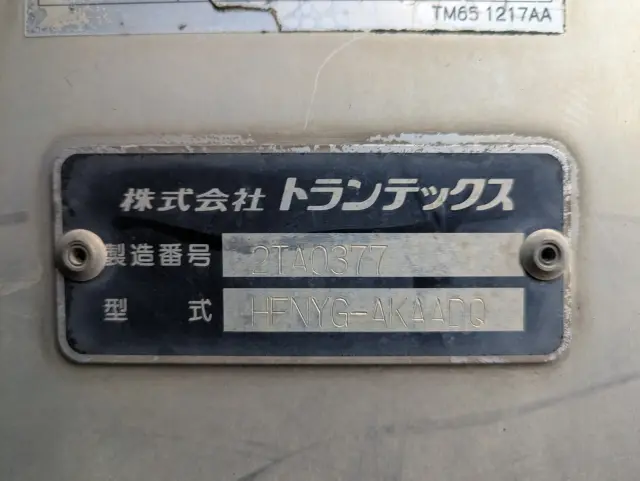 TM65 1217AA
株式会社 トランテックス
製造番号 2TA0377
型式 HFNYG-AKAADQ